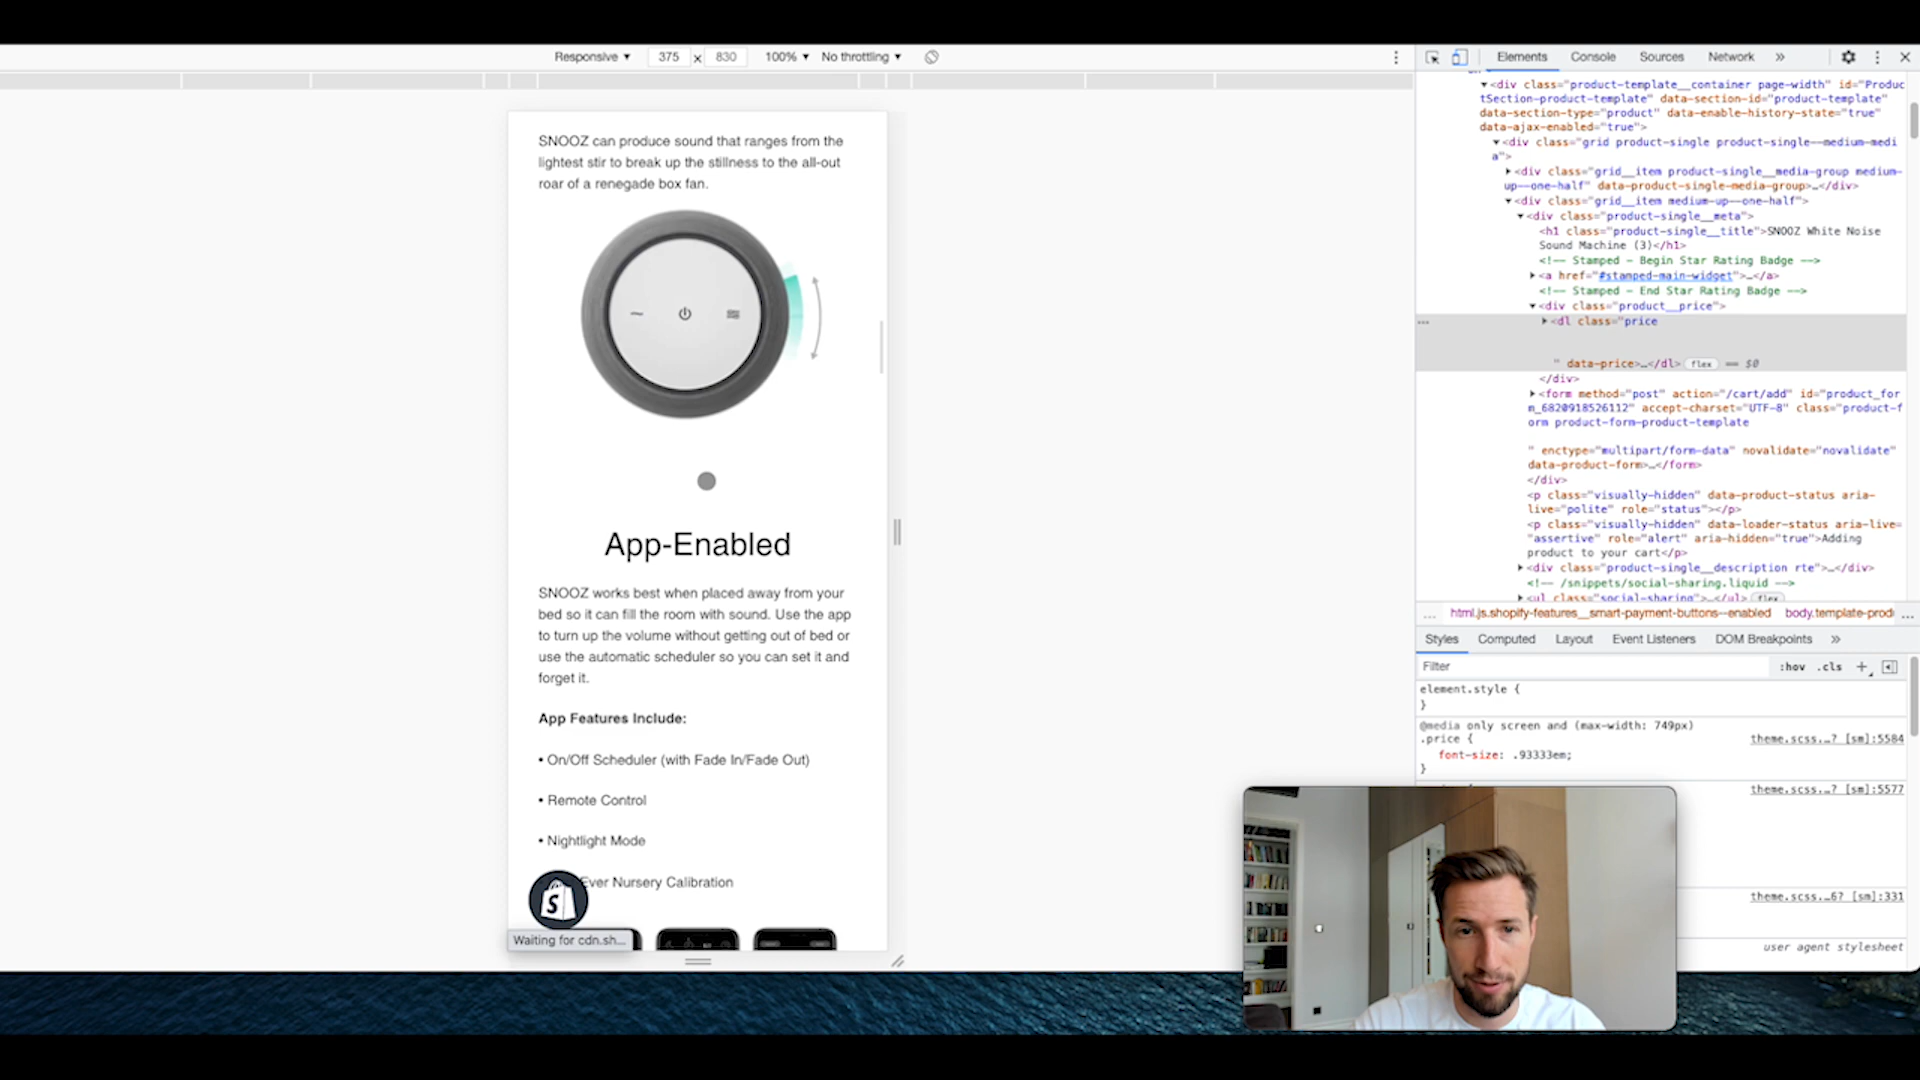 Responsive ▼ 375 x 830 100% ▼ No throttling ▼
Elements Console Sources Network »
SNOOZ can produce sound that ranges from the
lightest stir to break up the stillness to the all-out
roar of a renegade box fan.
App-Enabled
SNOOZ works best when placed away from your
bed so it can fill the room with sound. Use the app
to turn up the volume without getting out of bed or
use the automatic scheduler so you can set it and
forget it.
App Features Include:
• On/Off Scheduler (with Fade In/Fade Out)
• Remote Control
• Nightlight Mode
Ever Nursery Calibration
S
Waiting for cdn.sh...
▼<div class="product-template__container page-width" id="Produc
tSection-product-template" data-section-id="product-template"
data-section-type="product" data-enable-history-state="true"
data-ajax-enabled="true">
▼<div class="grid product-single product-single--medium-medi
a">
▶<div class="grid__item product-single__media-group medium-
up--one-half" data-product-single-media-group>…</div>
▼<div class="grid__item medium-up--one-half">
▼<div class="product-single__meta">
<h1 class="product-single__title">SNOOZ White Noise
Sound Machine (3)</h1>
<!-- Stamped - Begin Star Rating Badge -->
▶<a href="#stamped-main-widget">…</a>
<!-- Stamped - End Star Rating Badge -->
▼<div class="product__price">
… ▶<dl class="price
" data-price>…</dl> flex == $0
</div>
▶<form method="post" action="/cart/add" id="product_for
m_6820918526112" accept-charset="UTF-8" class="product-f
orm product-form-product-template
" enctype="multipart/form-data" novalidate="novalidate"
data-product-form>…</form>
</div>
<p class="visually-hidden" data-product-status aria-
live="polite" role="status"></p>
<p class="visually-hidden" data-loader-status aria-live=
"assertive" role="alert" aria-hidden="true">Adding
product to your cart</p>
▶<div class="product-single__description rte">…</div>
<!-- /snippets/social-sharing.liquid -->
▶<ul class="social-sharing">…</ul> flex
… html.js.shopify-features__smart-payment-buttons--enabled body.template-prod …
Styles Computed Layout Event Listeners DOM Breakpoints »
Filter :hov .cls +
element.style {
}
@media only screen and (max-width: 749px)
.price { theme.scss.…? [sm]:5584
font-size: .93333em;
}
theme.scss.…? [sm]:5577
theme.scss.…6? [sm]:331
user agent stylesheet